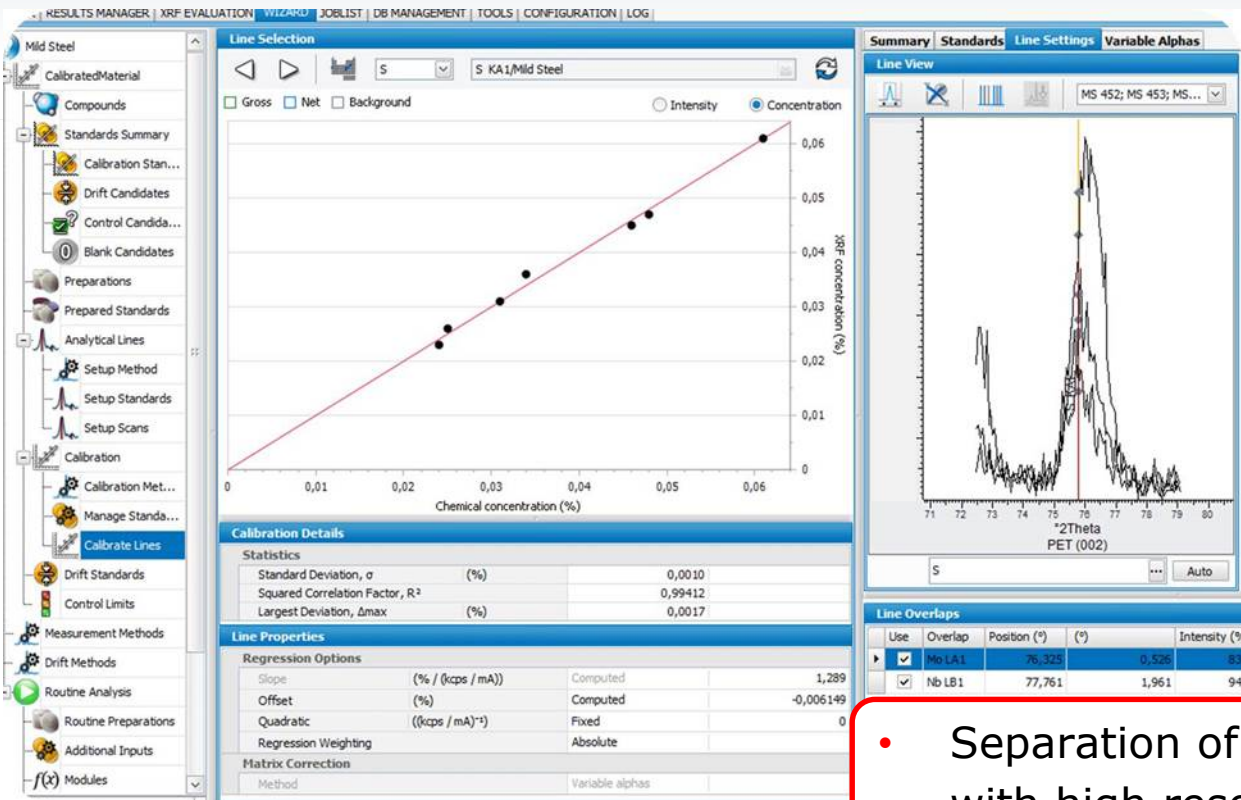 RESULTS MANAGER | XRF EVALUATION WIZARD JOBLIST | DB MANAGEMENT | TOOLS | CONFIGURATION | LOG
Mild Steel
CalibratedMaterial
Compounds
Standards Summary
Calibration Stan...
Drift Candidates
Control Candida...
Blank Candidates
Preparations
Prepared Standards
Analytical Lines
Setup Method
Setup Standards
Setup Scans
Calibration
Calibration Met...
Manage Standa...
Calibrate Lines
Drift Standards
Control Limits
Measurement Methods
Drift Methods
Routine Analysis
Routine Preparations
Additional Inputs
f(x) Modules
Line Selection
S
S KA1/Mild Steel
Gross Net Background
Intensity Concentration
0,06
0,05
0,04
0,03
0,02
0,01
0
XRF concentration (%)
0 0,01 0,02 0,03 0,04 0,05 0,06
Chemical concentration (%)
Calibration Details
Statistics
Standard Deviation, σ (%) 0,0010
Squared Correlation Factor, R² 0,99412
Largest Deviation, Δmax (%) 0,0017
Line Properties
Regression Options
Slope (% / (kcps / mA)) Computed 1,289
Offset (%) Computed -0,006149
Quadratic ((kcps / mA)⁻¹) Fixed 0
Regression Weighting Absolute
Matrix Correction
Method Variable alphas
Summary Standards Line Settings Variable Alphas
Line View
MS 452; MS 453; MS...
71 72 73 74 75 76 77 78 79 80
°2Theta
PET (002)
S ... Auto
Line Overlaps
Use Overlap Position (°) (°) Intensity (%
Mo LA1 76,325 0,526 83
Nb LB1 77,761 1,961 94
• Separation of